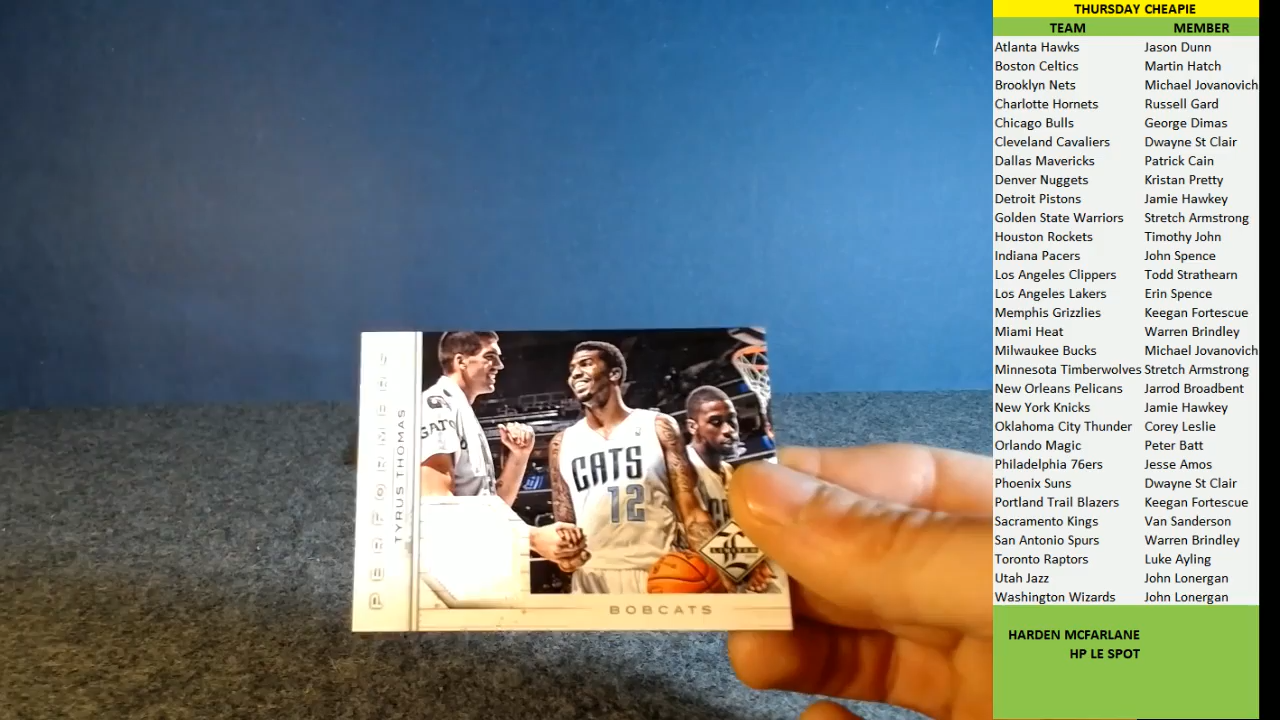 PERFORMERS
TYRUS THOMAS
GATO
CATS
12
LIMITED
BOBCATS
THURSDAY CHEAPIE
TEAM MEMBER
Atlanta Hawks Jason Dunn
Boston Celtics Martin Hatch
Brooklyn Nets Michael Jovanovich
Charlotte Hornets Russell Gard
Chicago Bulls George Dimas
Cleveland Cavaliers Dwayne St Clair
Dallas Mavericks Patrick Cain
Denver Nuggets Kristan Pretty
Detroit Pistons Jamie Hawkey
Golden State Warriors Stretch Armstrong
Houston Rockets Timothy John
Indiana Pacers John Spence
Los Angeles Clippers Todd Strathearn
Los Angeles Lakers Erin Spence
Memphis Grizzlies Keegan Fortescue
Miami Heat Warren Brindley
Milwaukee Bucks Michael Jovanovich
Minnesota Timberwolves Stretch Armstrong
New Orleans Pelicans Jarrod Broadbent
New York Knicks Jamie Hawkey
Oklahoma City Thunder Corey Leslie
Orlando Magic Peter Batt
Philadelphia 76ers Jesse Amos
Phoenix Suns Dwayne St Clair
Portland Trail Blazers Keegan Fortescue
Sacramento Kings Van Sanderson
San Antonio Spurs Warren Brindley
Toronto Raptors Luke Ayling
Utah Jazz John Lonergan
Washington Wizards John Lonergan
HARDEN MCFARLANE
HP LE SPOT